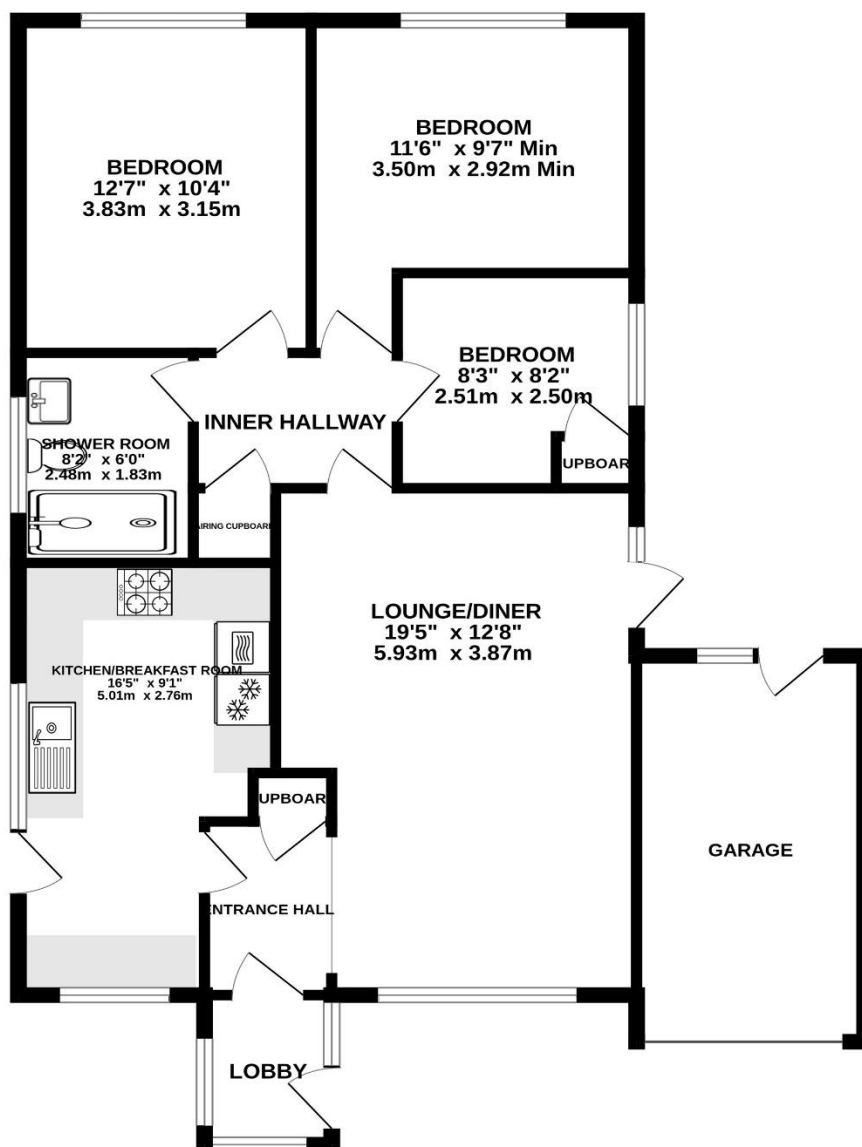 BEDROOM
12'7" x 10'4"
3.83m x 3.15m
BEDROOM
11'6" x 9'7" Min
3.50m x 2.92m Min
BEDROOM
8'3" x 8'2"
2.51m x 2.50m
INNER HALLWAY
SHOWER ROOM
8'2" x 6'0"
2.48m x 1.83m
UPBOAR
AIRING CUPBOARD
LOUNGE/DINER
19'5" x 12'8"
5.93m x 3.87m
KITCHEN/BREAKFAST ROOM
16'5" x 9'1"
5.01m x 2.76m
UPBOAR
GARAGE
ENTRANCE HALL
LOBBY